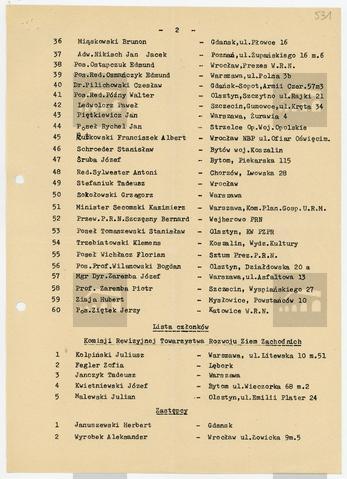 - 2 -
531
36 Miąskowski Brunon - Gdańsk,ul.Płowce 16
37 Adw.Nikisch Jan Jacek - Poznań,ul.Żupańskiego 16 m.6
38 Pos.Ostapczuk Edmund - Wrocław,Prezes W.R.N.
39 Pos.Red.Osmańczyk Edmund - Warszawa,ul.Polna 3b
40 Dr.Pilichowski Czesław - Gdańsk-Sopot,Armii Czer.57m3
41 Pos.Red.Późny Walter - Olsztyn,Szczytno ul.Bajki 21
42 Ledwolorz Paweł - Szczecin,Gumowce,ul.Kręta 34
43 Piętkiewicz Jan - Warszawa, Żurawia 4
44 Poseł Rychel Jan - Strzelce Op.Woj.Opolskie
45 Rutkowski Franciszek Albert - Wrocław NBP ul.Ofiar Oświęcim.
46 Schroeder Stanisław - Bytów woj.Koszalin
47 Śruba Józef - Bytom, Piekarska 115
48 Red.Sylwester Antoni - Chorzów, Lwowska 28
49 Stefaniuk Tadeusz - Wrocław
50 Sokołowski Grzegorz - Warszawa
51 Minister Secomski Kazimierz - Warszawa,Kom.Plan.Gosp.U.R.M.
52 Przew.P.R.N.Szczęsny Bernard - Wejherowo PRN
53 Poseł Tomaszewski Stanisław - Olsztyn, KW PZPR
54 Trzebiatowski Klemens - Koszalin, Wydz.Kultury
55 Poseł Wichłacz Florian - Sztum Prez.P.R.N.
56 Pos.Prof.Wilamowski Bogdan - Olsztyn, Działdowska 20 a
57 Mgr Dyr.Zaremba Józef - Warszawa ul.Asfaltowa 13
58 Prof. Zaremba Piotr - Szczecin, Wyspiańskiego 27
59 Ziaja Hubert - Mysłowice, Powstańców 10
60 Pos.Ziętek Jerzy - Katowice W.R.N.
Lista członków
Komisji Rewizyjnej Towarzystwa Rozwoju Ziem Zachodnich
1 Kolpiński Juliusz - Warszawa, ul.Litewska 10 m.51
2 Fegler Zofia - Lębork
3 Janczyk Tadeusz - Warszawa
4 Kwietniewski Józef - Bytom ul.Wieczorka 68 m.2
5 Malewski Julian - Olsztyn,ul.Emilii Plater 24
Zastępcy
1 Januszewski Herbert - Gdańsk
2 Wyrobek Aleksander - Wrocław ul.Łowicka 9m.5